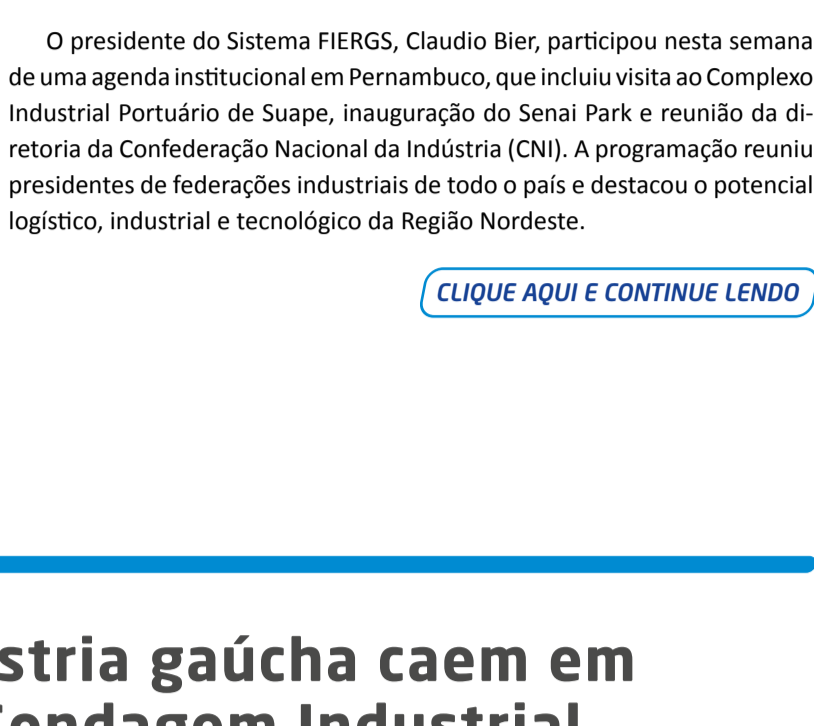 O presidente do Sistema FIERGS, Claudio Bier, participou nesta semana
de uma agenda institucional em Pernambuco, que incluiu visita ao Complexo
Industrial Portuário de Suape, inauguração do Senai Park e reunião da di-
retoria da Confederação Nacional da Indústria (CNI). A programação reuniu
presidentes de federações industriais de todo o país e destacou o potencial
logístico, industrial e tecnológico da Região Nordeste.
CLIQUE AQUI E CONTINUE LENDO
stria gaúcha caem em
Sondagem Industrial